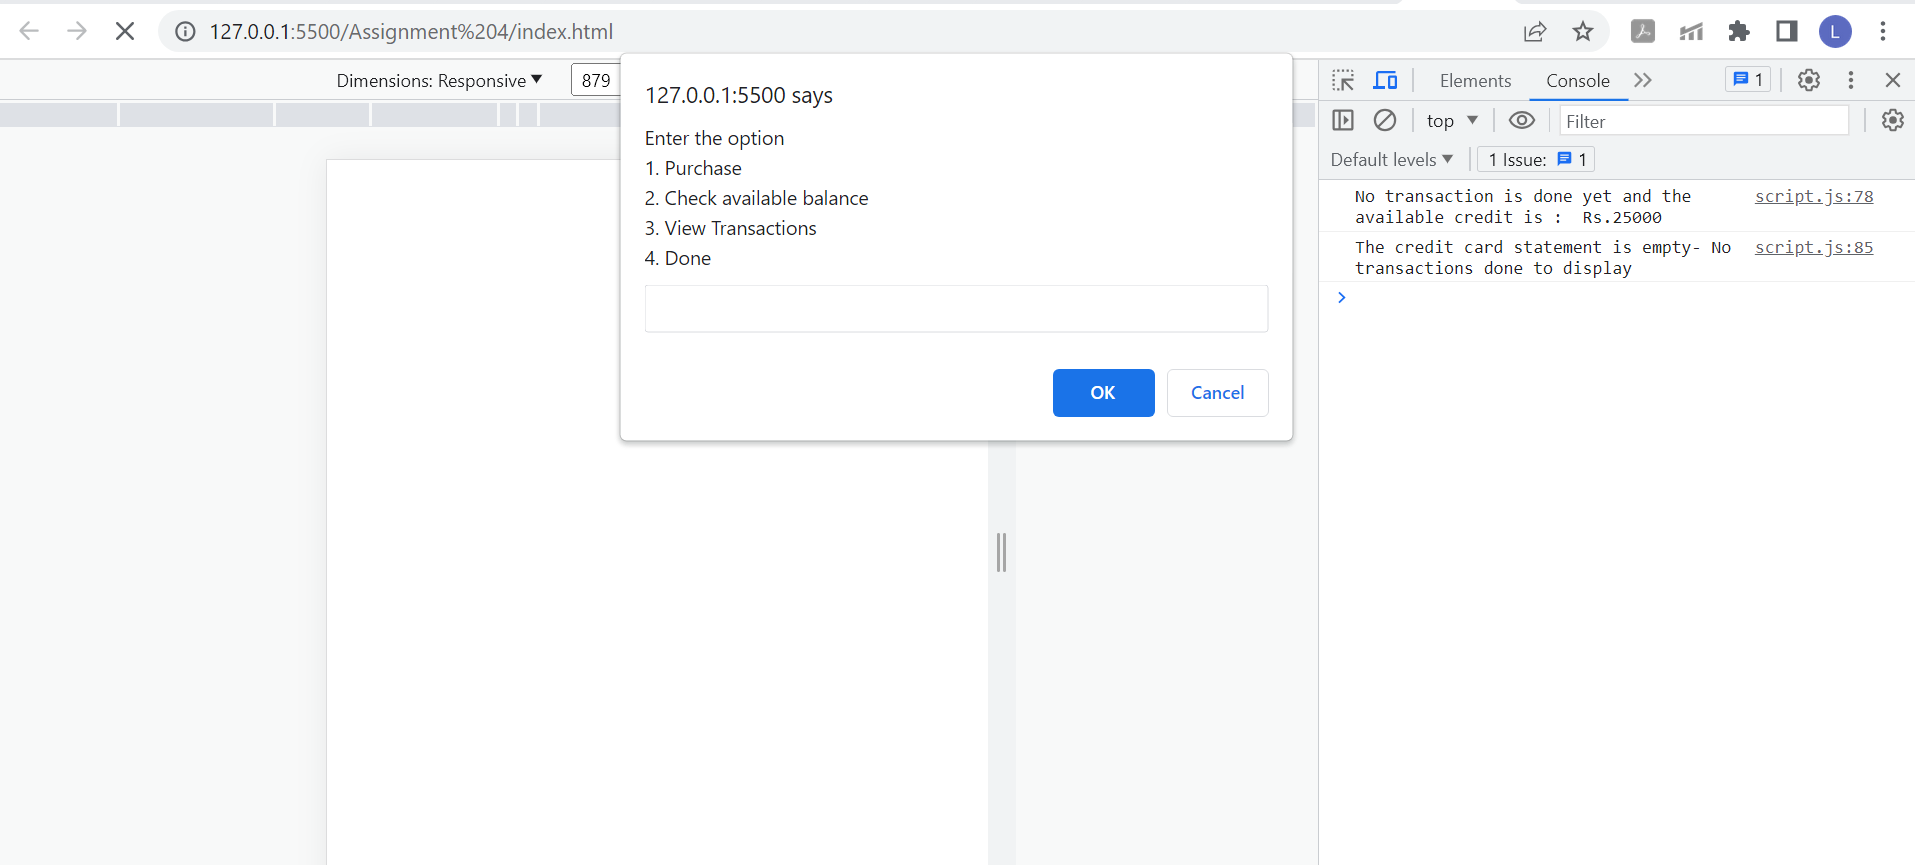 127.0.0.1:5500/Assignment%204/index.html
L
Dimensions: Responsive
879
127.0.0.1:5500 says
Enter the option
1. Purchase
2. Check available balance
3. View Transactions
4. Done
OK
Cancel
Elements
Console
1
top
Filter
Default levels
1 Issue: 1
No transaction is done yet and the
available credit is : Rs.25000
script.js:78
The credit card statement is empty- No
transactions done to display
script.js:85